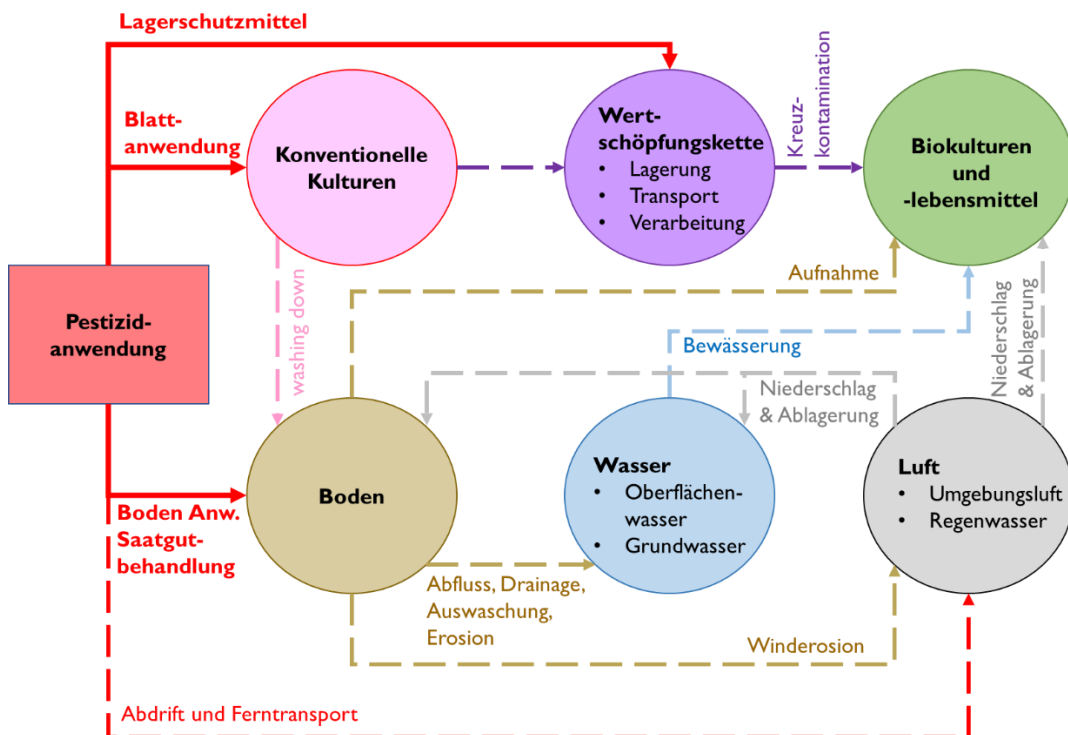 Lagerschutzmittel
Blatt-
anwendung
Konventionelle
Kulturen
Wert-
schöpfungskette
• Lagerung
• Transport
• Verarbeitung
Kreuz-
kontamination
Biokulturen
und
-lebensmittel
Pestizid-
anwendung
washing down
Aufnahme
Bewässerung
Niederschlag
& Ablagerung
Niederschlag
& Ablagerung
Boden
Wasser
• Oberflächen-
wasser
• Grundwasser
Luft
• Umgebungsluft
• Regenwasser
Boden Anw.
Saatgut-
behandlung
Abfluss, Drainage,
Auswaschung,
Erosion
Winderosion
Abdrift und Ferntransport